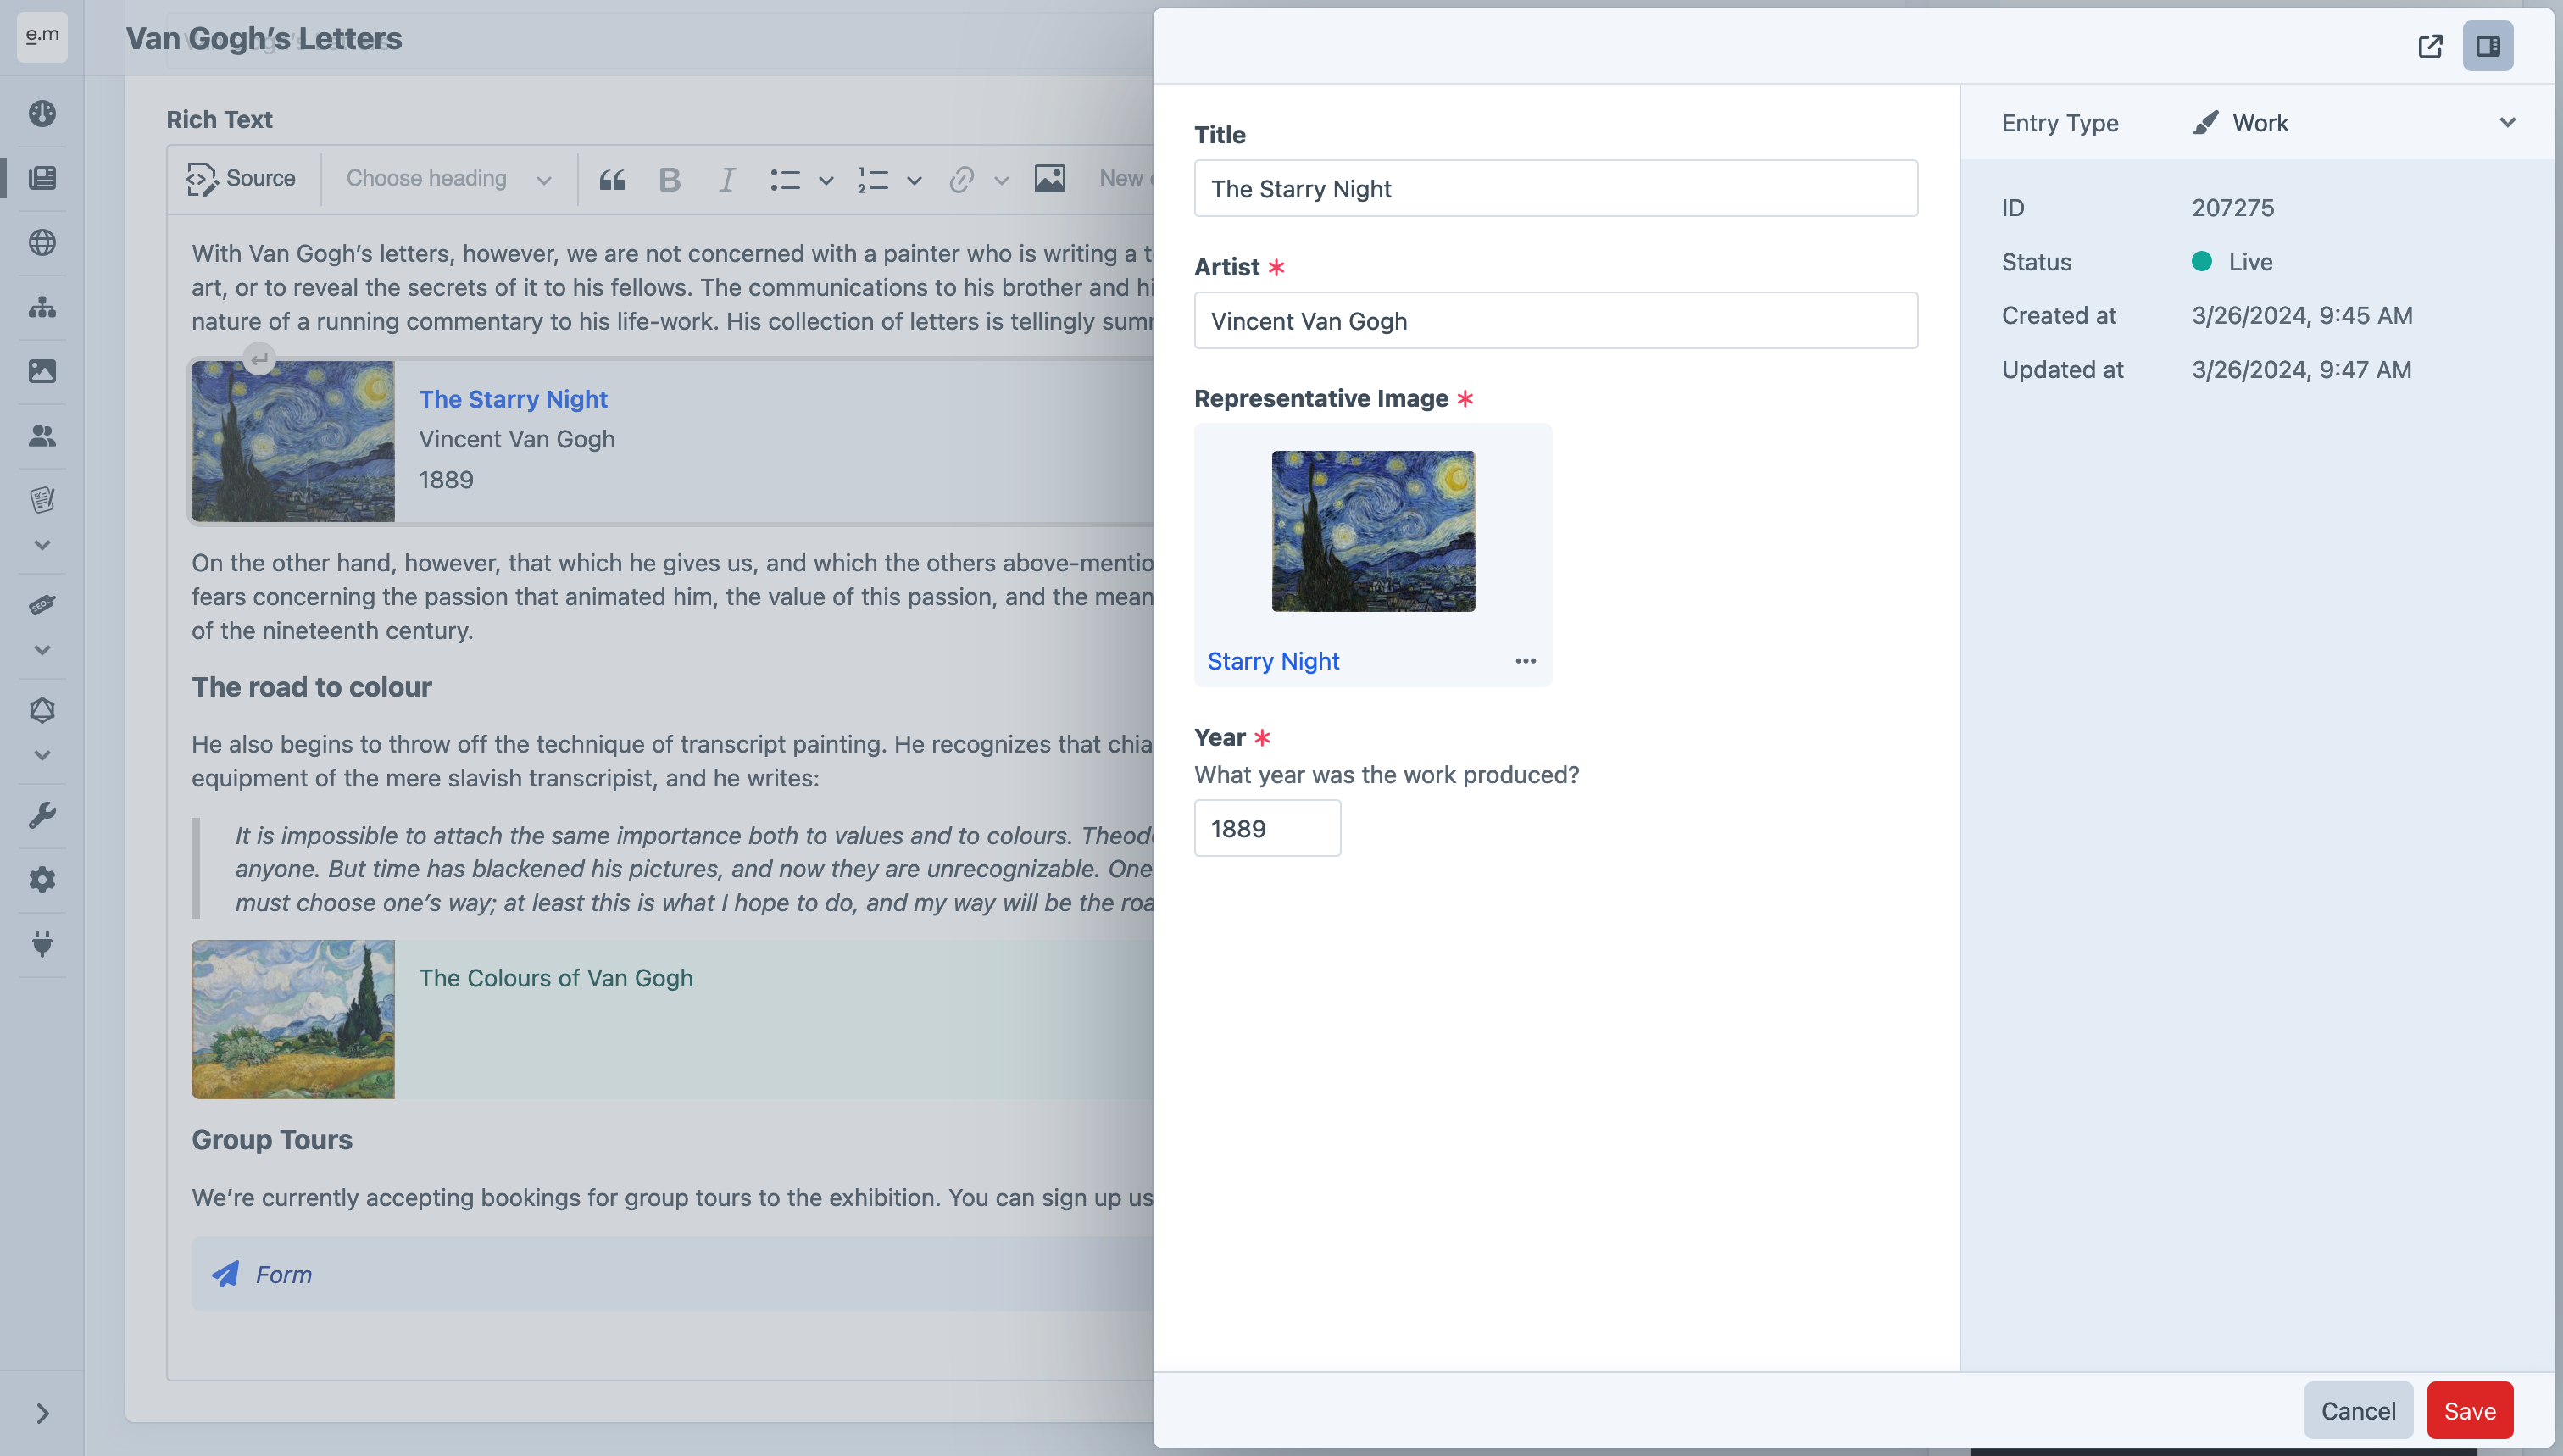 e.m
Van Gogh’s Letters
Rich Text
Source
Choose heading
New
With Van Gogh’s letters, however, we are not concerned with a painter who is writing a
art, or to reveal the secrets of it to his fellows. The communications to his brother and
nature of a running commentary to his life-work. His collection of letters is tellingly
The Starry Night
Vincent Van Gogh
1889
On the other hand, however, that which he gives us, and which the others
fears concerning the passion that animated him, the value of this passion, and the
of the nineteenth century.
The road to colour
He also begins to throw off the technique of transcript painting. He recognizes that
equipment of the mere slavish transcripist, and he writes:
It is impossible to attach the same importance both to values and to colours.
anyone. But time has blackened his pictures, and now they are unrecognizable. One
must choose one’s way; at least this is what I hope to do, and my way will be the
The Colours of Van Gogh
Group Tours
We’re currently accepting bookings for group tours to the exhibition. You can sign up
Form
SEO
Title
The Starry Night
Artist *
Vincent Van Gogh
Representative Image *
Starry Night
Year *
What year was the work produced?
1889
Entry Type Work
ID 207275
Status Live
Created at 3/26/2024, 9:45 AM
Updated at 3/26/2024, 9:47 AM
Cancel
Save